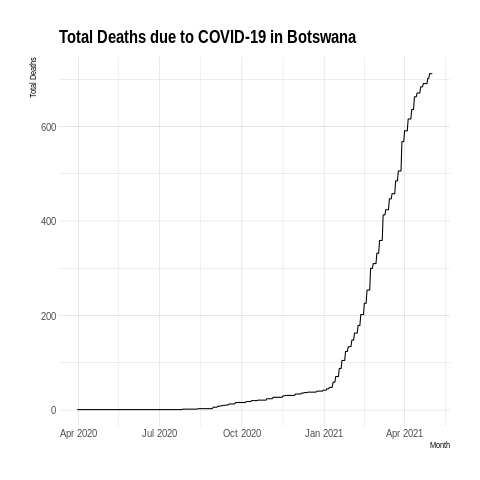 Total Deaths due to COVID-19 in Botswana
Total Deaths
600
400
200
0
Apr 2020
Jul 2020
Oct 2020
Jan 2021
Apr 2021
Month